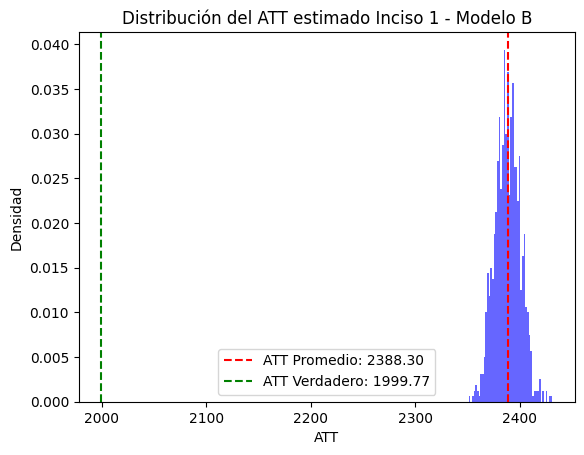 Distribución del ATT estimado Inciso 1 - Modelo B
Densidad
0.040
0.035
0.030
0.025
0.020
0.015
0.010
0.005
0.000
ATT Promedio: 2388.30
ATT Verdadero: 1999.77
2000 2100 2200 2300 2400
ATT